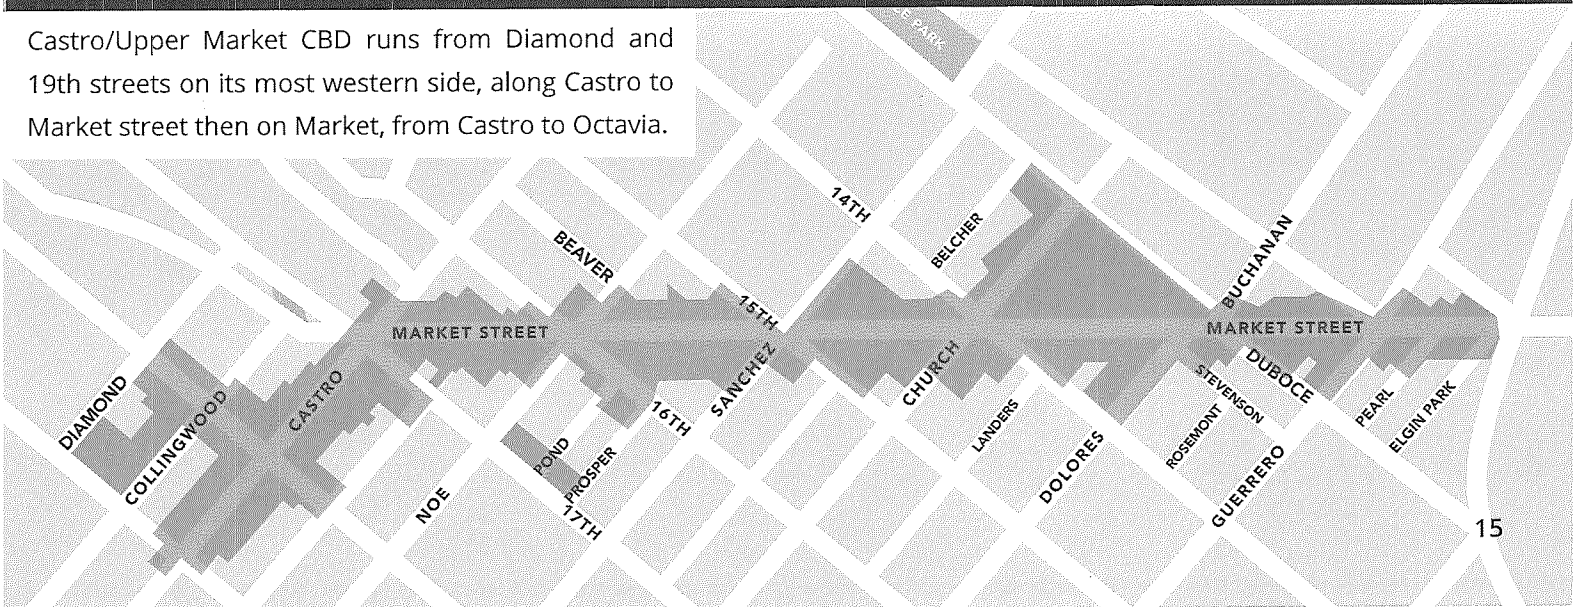 Castro/Upper Market CBD runs from Diamond and
19th streets on its most western side, along Castro to
Market street then on Market, from Castro to Octavia.
PARK
14TH
BELCHER
BUCHANAN
BEAVER
15TH
MARKET STREET
MARKET STREET
DIAMOND
COLLINGWOOD
CASTRO
SANCHEZ
CHURCH
DUBOCE
STEVENSON
PEARL
ELGIN PARK
16TH
LANDERS
ROSEMONT
POND
PROSPER
DOLORES
GUERRERO
NOE
17TH
15